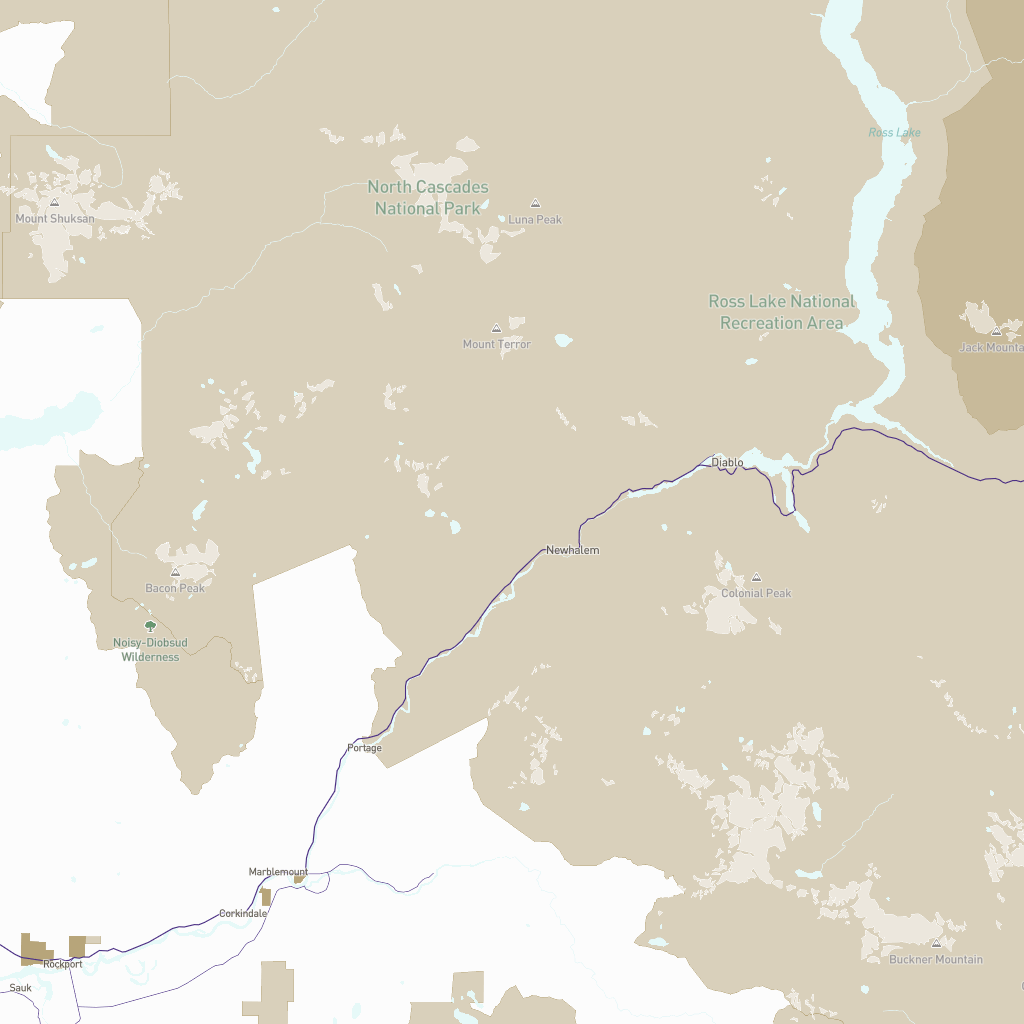 Ross Lake
North Cascades
National Park
Mount Shuksan
Luna Peak
Ross Lake National
Recreation Area
Mount Terror
Jack Mounta
Diablo
Newhalem
Bacon Peak
Colonial Peak
Noisy-Diobsud
Wilderness
Portage
Marblemount
Corkindale
Rockport
Buckner Mountain
Sauk